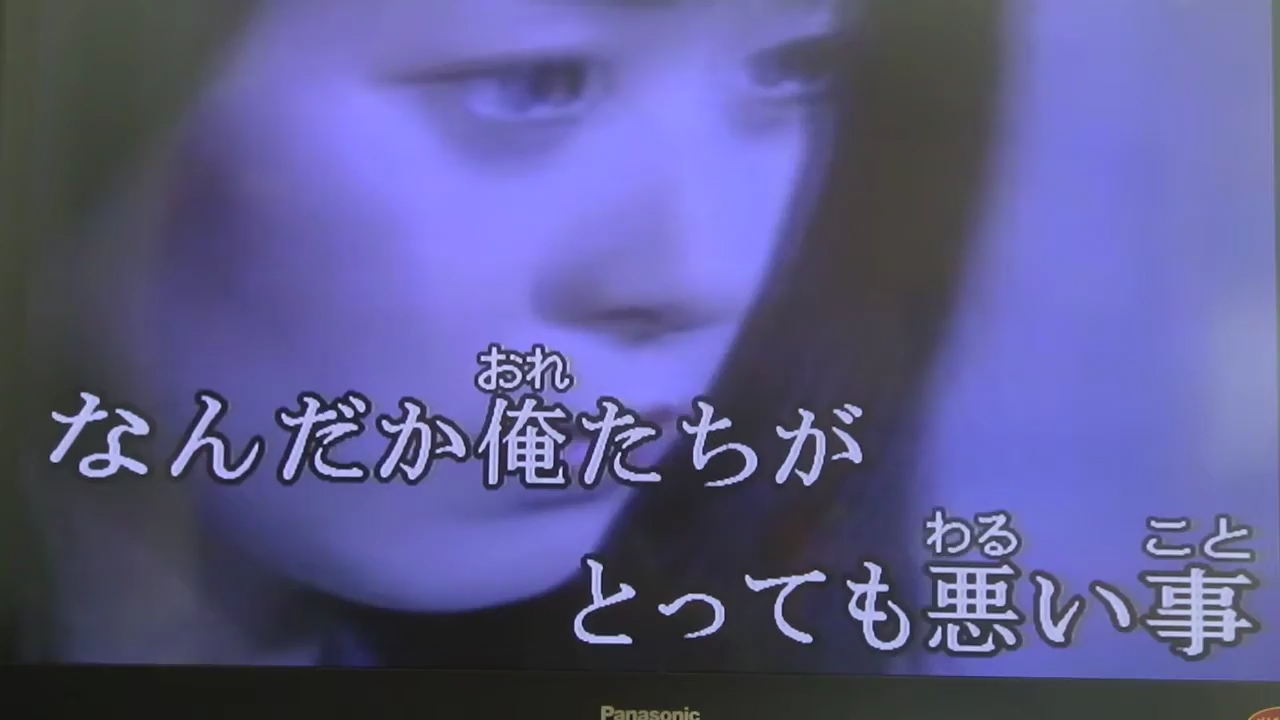 おれ
なんだか俺たちが
わる こと
とっても悪い事
Panasonic